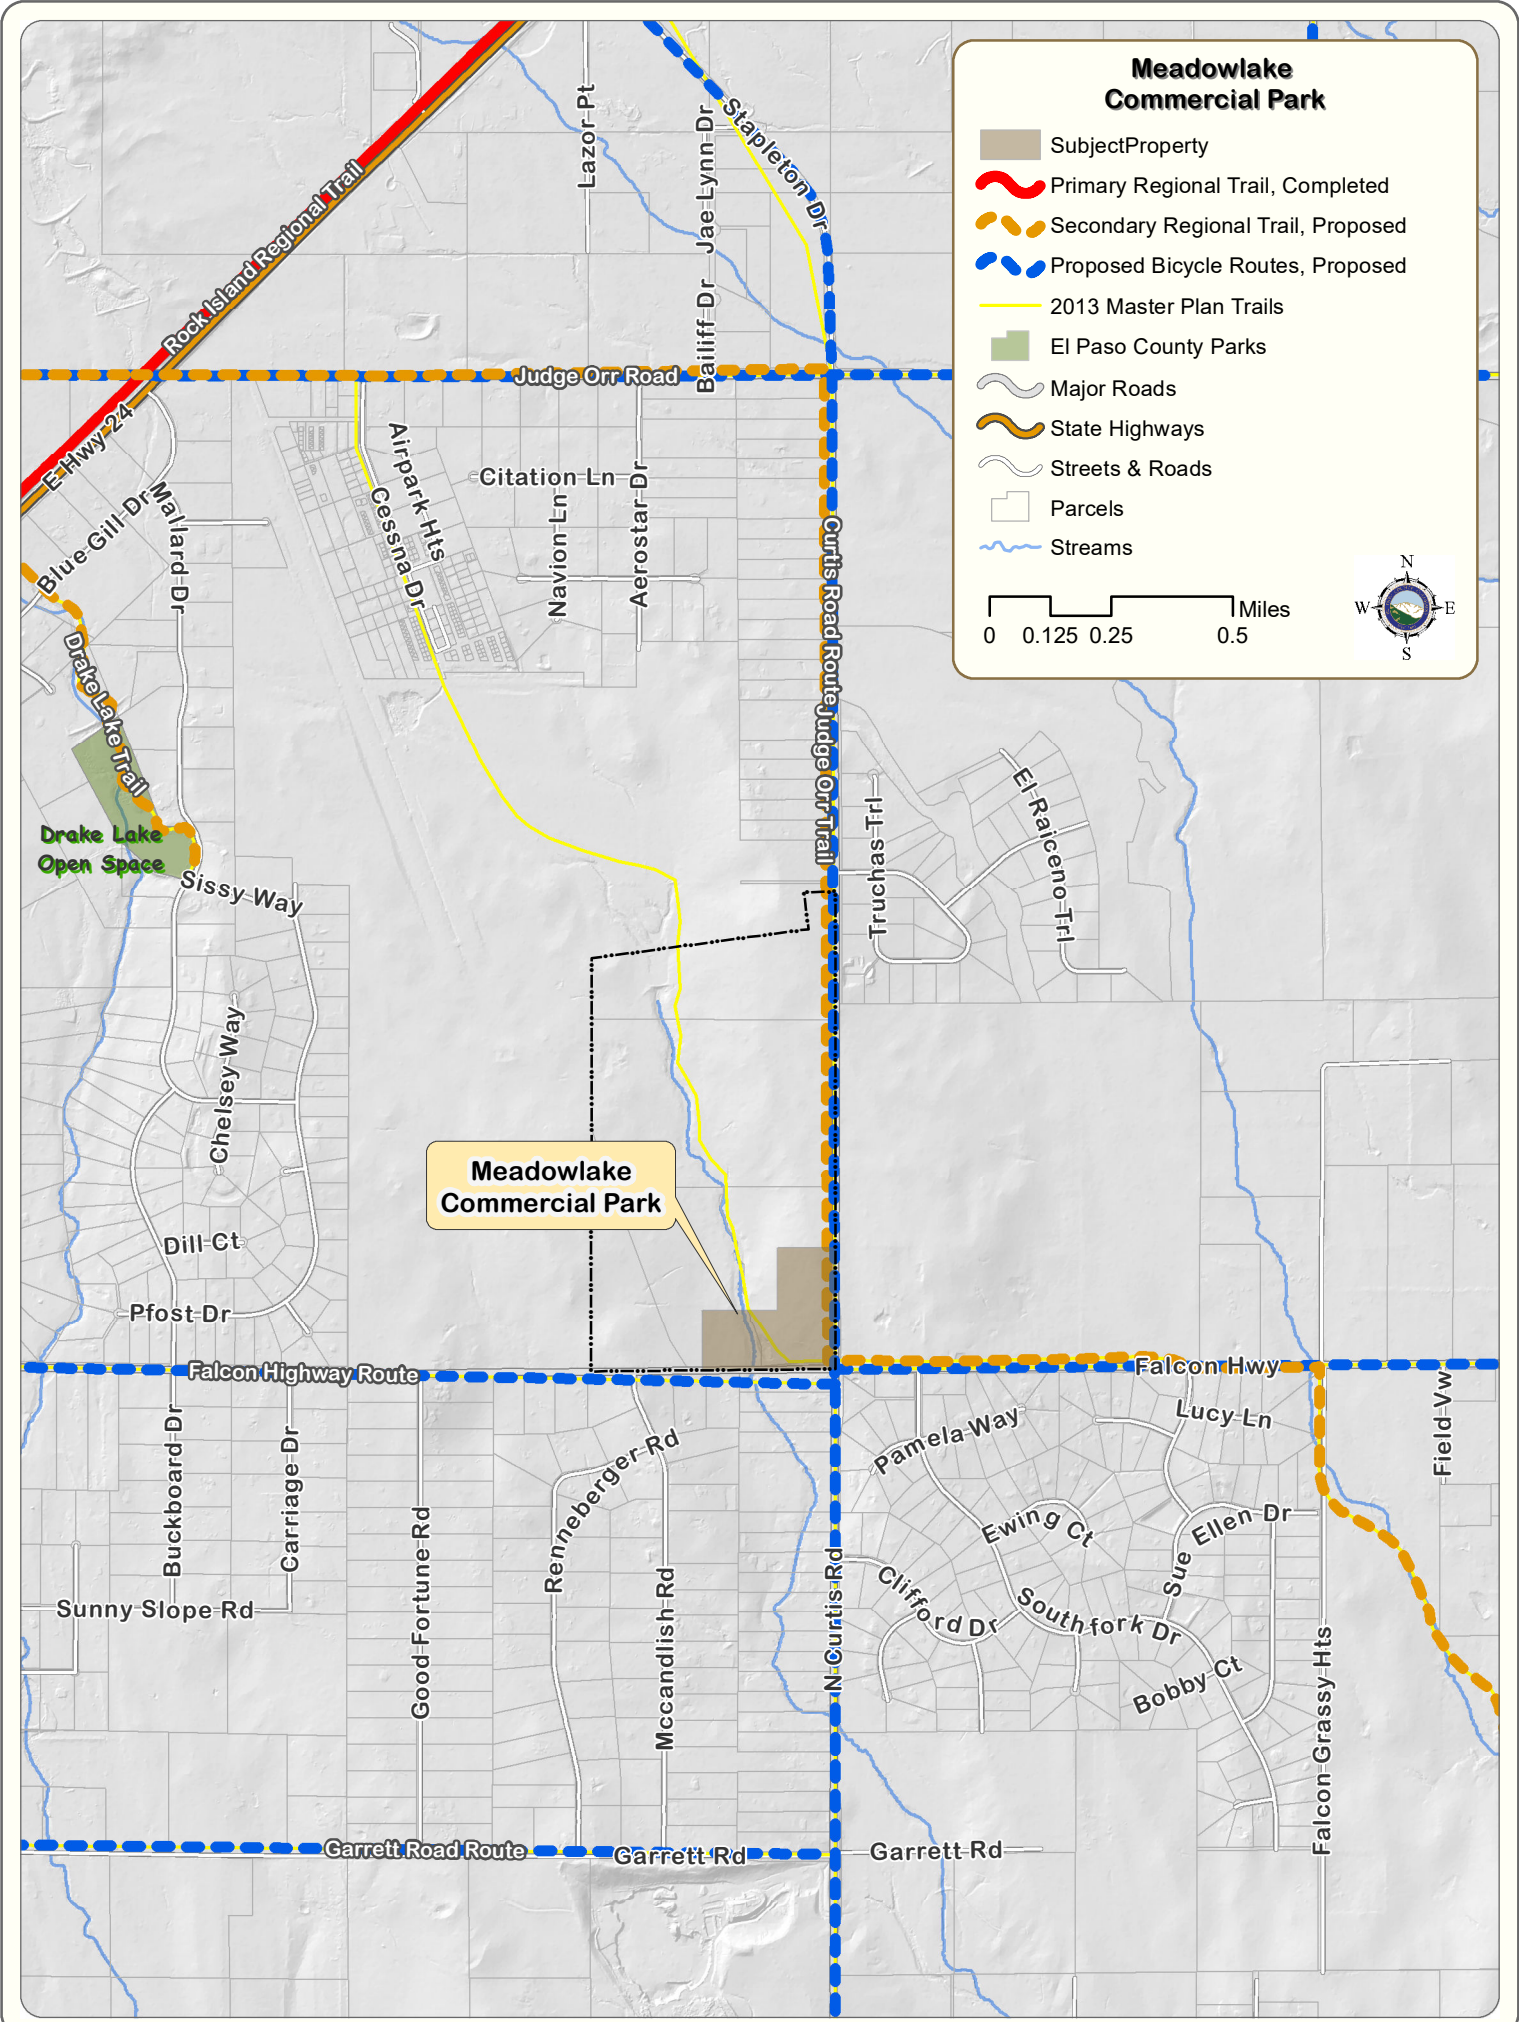 Meadowlake
Commercial Park
SubjectProperty
Primary Regional Trail, Completed
Secondary Regional Trail, Proposed
Proposed Bicycle Routes, Proposed
2013 Master Plan Trails
El Paso County Parks
Major Roads
State Highways
Streets & Roads
Parcels
Streams
Miles
0 0.125 0.25 0.5
N
W
E
S
Lazor Pt
Jae Lynn Dr
Stapleton Dr
Rock Island Regional Trail
Bailiff Dr
Judge Orr Road
E Hwy 24
Blue Gill Dr
Mallard Dr
Airpark Hts
Cessna Dr
Citation Ln
Navion Ln
Aerostar Dr
Curtis Road Route
Judge Orr Trail
Drake Lake Trail
Drake Lake
Open Space
Sissy Way
Truchas Trl
El Raiceno Trl
Chelsey Way
Meadowlake
Commercial Park
Dill Ct
Pfost Dr
Falcon Highway Route
Falcon Hwy
Buckboard Dr
Carriage Dr
Good Fortune Rd
Renneberger Rd
Mccandlish Rd
N Curtis Rd
Pamela Way
Lucy Ln
Field Vw
Ewing Ct
Sue Ellen Dr
Clifford Dr
Southfork Dr
Bobby Ct
Falcon Grassy Hts
Sunny Slope Rd
Garrett Road Route
Garrett Rd
Garrett Rd